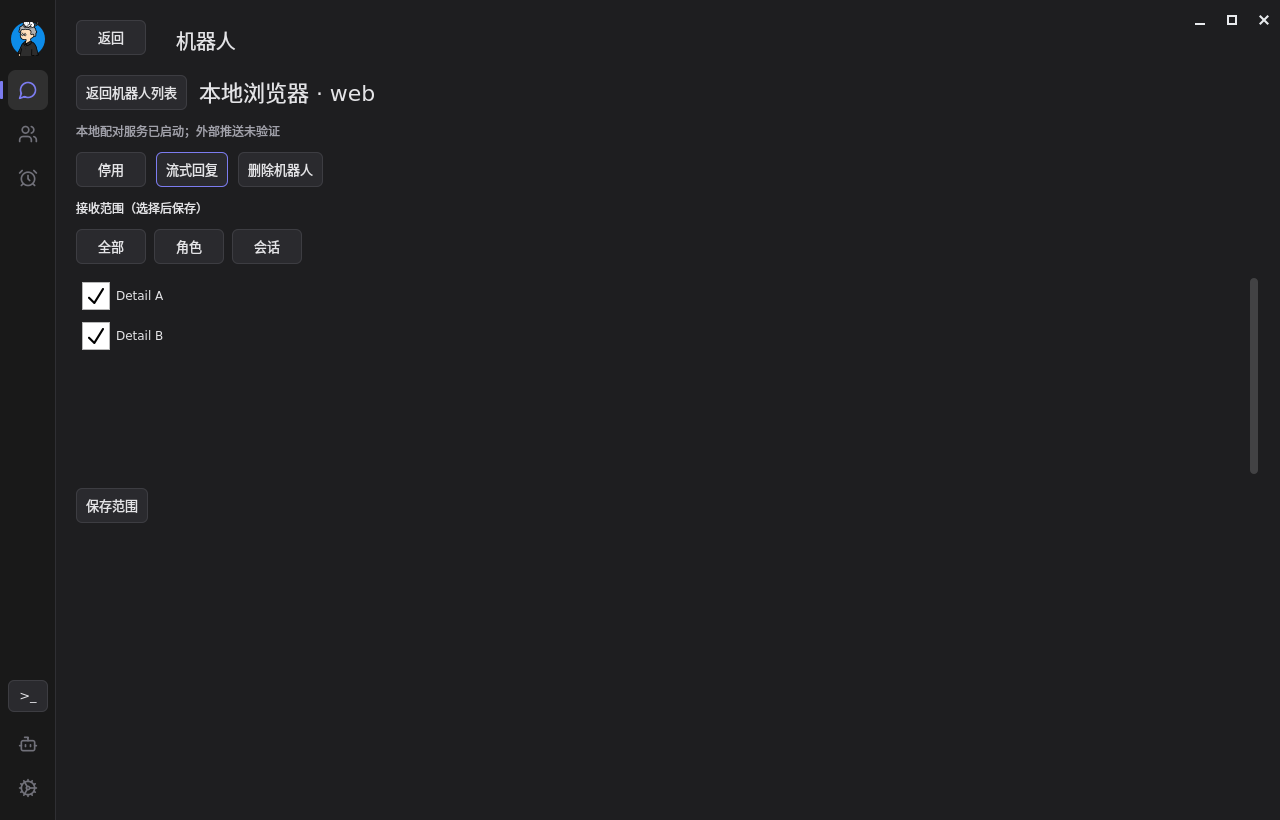 返回
机器人
返回机器人列表
本地浏览器 · web
本地配对服务已启动；外部推送未验证
停用
流式回复
删除机器人
接收范围（选择后保存）
全部
角色
会话
Detail A
Detail B
保存范围
>_